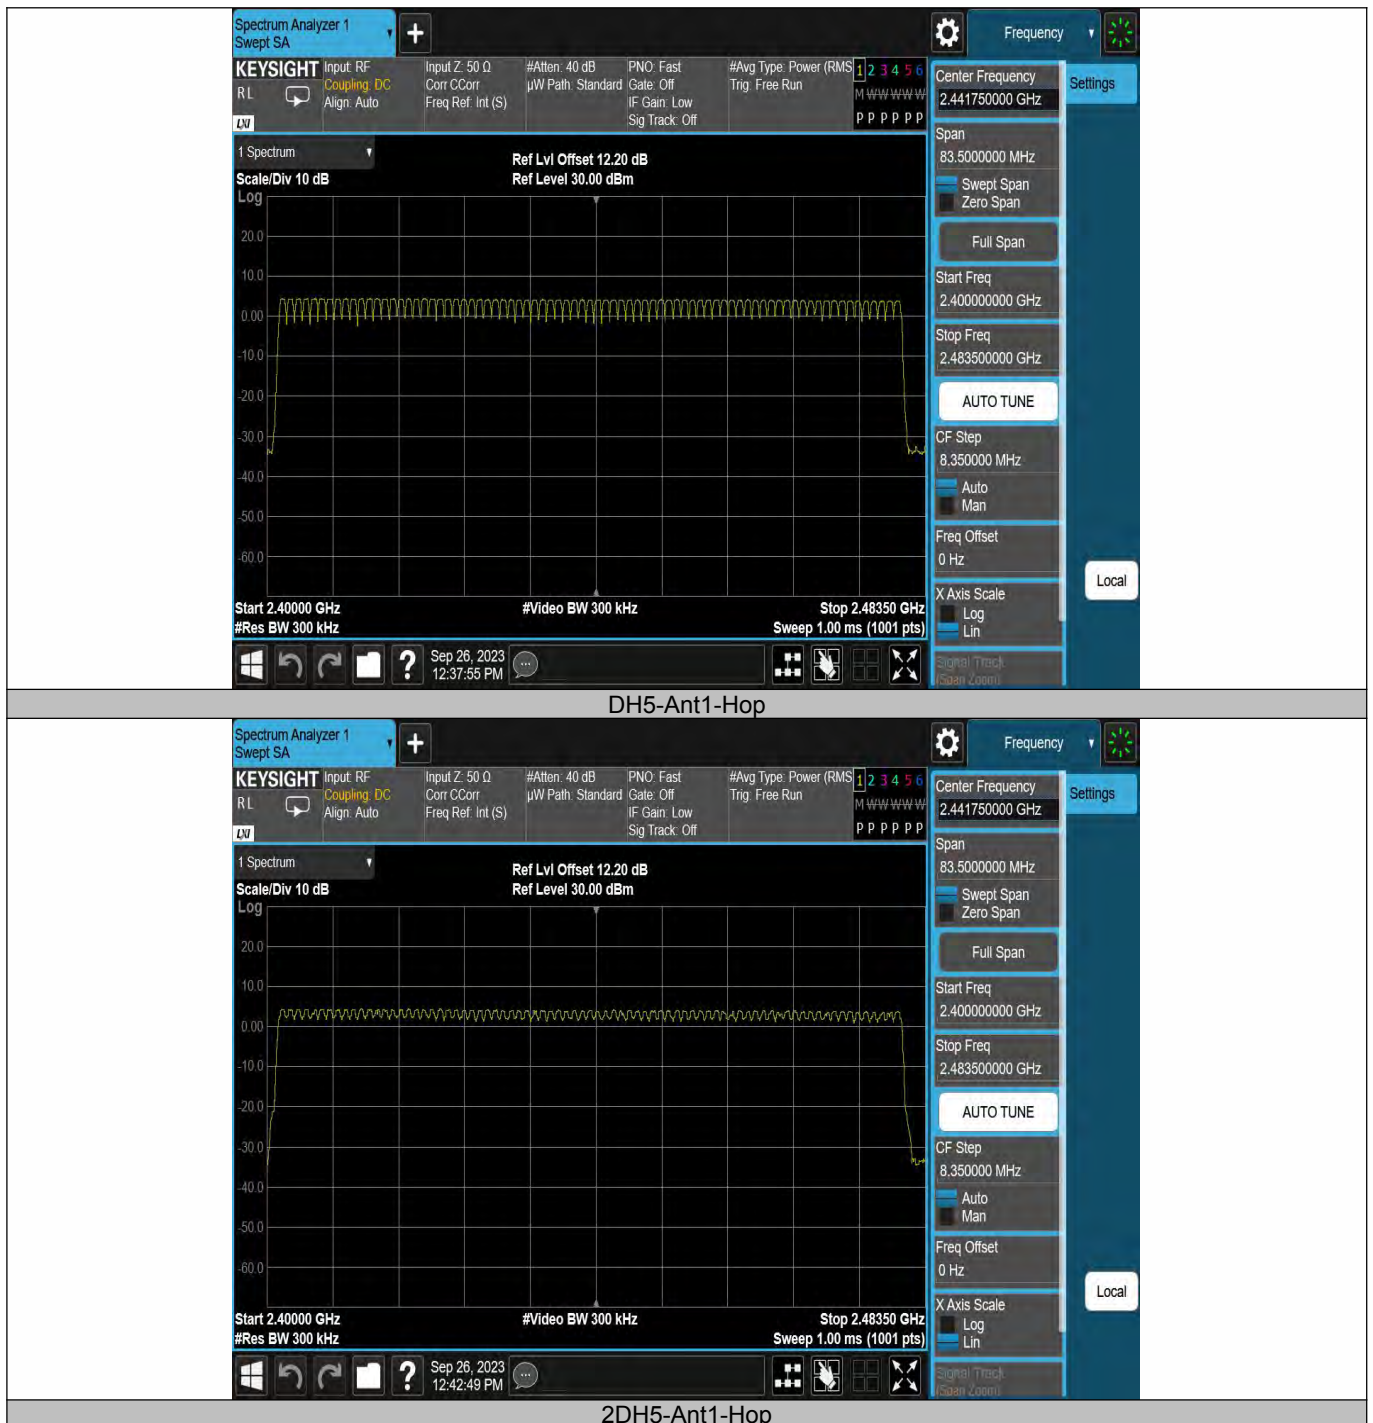 Spectrum Analyzer 1
Swept SA
Frequency
KEYSIGHT
RL
LXI
Input: RF
Coupling: DC
Align: Auto
Input Z: 50 Ω
Corr CCorr
Freq Ref: Int (S)
#Atten: 40 dB
µW Path: Standard
PNO: Fast
Gate: Off
IF Gain: Low
Sig Track: Off
#Avg Type: Power (RMS
Trig: Free Run
1 2 3 4 5 6
M W W W W W
P P P P P P
1 Spectrum
Scale/Div 10 dB
Ref Lvl Offset 12.20 dB
Ref Level 30.00 dBm
Log
20.0
10.0
0.00
-10.0
-20.0
-30.0
-40.0
-50.0
-60.0
Start 2.40000 GHz
#Video BW 300 kHz
Stop 2.48350 GHz
#Res BW 300 kHz
Sweep 1.00 ms (1001 pts)
?
Sep 26, 2023
12:37:55 PM
Center Frequency
2.441750000 GHz
Settings
Span
83.5000000 MHz
Swept Span
Zero Span
Full Span
Start Freq
2.400000000 GHz
Stop Freq
2.483500000 GHz
AUTO TUNE
CF Step
8.350000 MHz
Auto
Man
Freq Offset
0 Hz
Local
X Axis Scale
Log
Lin
Signal Track
(Span Zoom)
DH5-Ant1-Hop
Spectrum Analyzer 1
Swept SA
Frequency
KEYSIGHT
RL
LXI
Input: RF
Coupling: DC
Align: Auto
Input Z: 50 Ω
Corr CCorr
Freq Ref: Int (S)
#Atten: 40 dB
µW Path: Standard
PNO: Fast
Gate: Off
IF Gain: Low
Sig Track: Off
#Avg Type: Power (RMS
Trig: Free Run
1 2 3 4 5 6
M W W W W W
P P P P P P
1 Spectrum
Scale/Div 10 dB
Ref Lvl Offset 12.20 dB
Ref Level 30.00 dBm
Log
20.0
10.0
0.00
-10.0
-20.0
-30.0
-40.0
-50.0
-60.0
Start 2.40000 GHz
#Video BW 300 kHz
Stop 2.48350 GHz
#Res BW 300 kHz
Sweep 1.00 ms (1001 pts)
?
Sep 26, 2023
12:42:49 PM
Center Frequency
2.441750000 GHz
Settings
Span
83.5000000 MHz
Swept Span
Zero Span
Full Span
Start Freq
2.400000000 GHz
Stop Freq
2.483500000 GHz
AUTO TUNE
CF Step
8.350000 MHz
Auto
Man
Freq Offset
0 Hz
Local
X Axis Scale
Log
Lin
Signal Track
(Span Zoom)
2DH5-Ant1-Hop